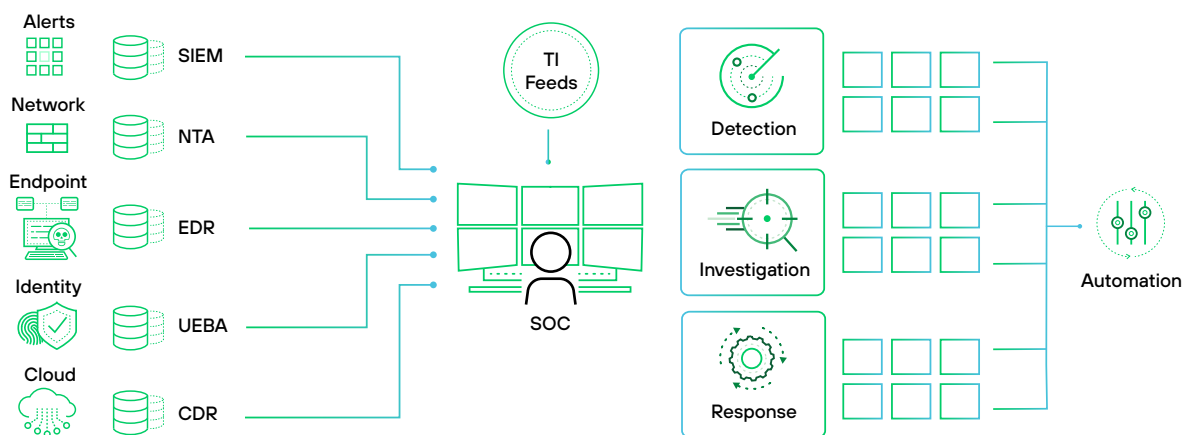 Alerts
SIEM
Network
NTA
Endpoint
EDR
Identity
UEBA
Cloud
CDR
TI
Feeds
SOC
Detection
Investigation
Response
Automation